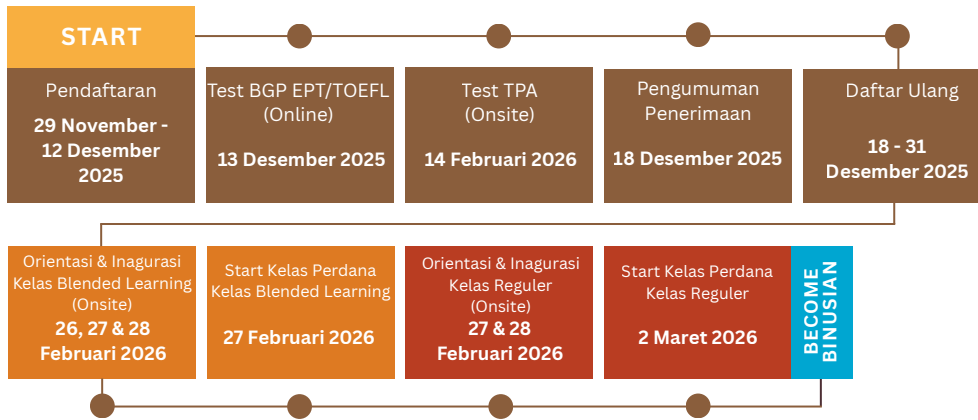 START
Pendaftaran
29 November -
12 Desember
2025
Test BGP EPT/TOEFL
(Online)
13 Desember 2025
Test TPA
(Onsite)
14 Februari 2026
Pengumuman
Penerimaan
18 Desember 2025
Daftar Ulang
18 - 31
Desember 2025
Orientasi & Inagurasi
Kelas Blended Learning
(Onsite)
26, 27 & 28
Februari 2026
Start Kelas Perdana
Kelas Blended Learning
27 Februari 2026
Orientasi & Inagurasi
Kelas Reguler
(Onsite)
27 & 28
Februari 2026
Start Kelas Perdana
Kelas Reguler
2 Maret 2026
BECOME
BINUSIAN